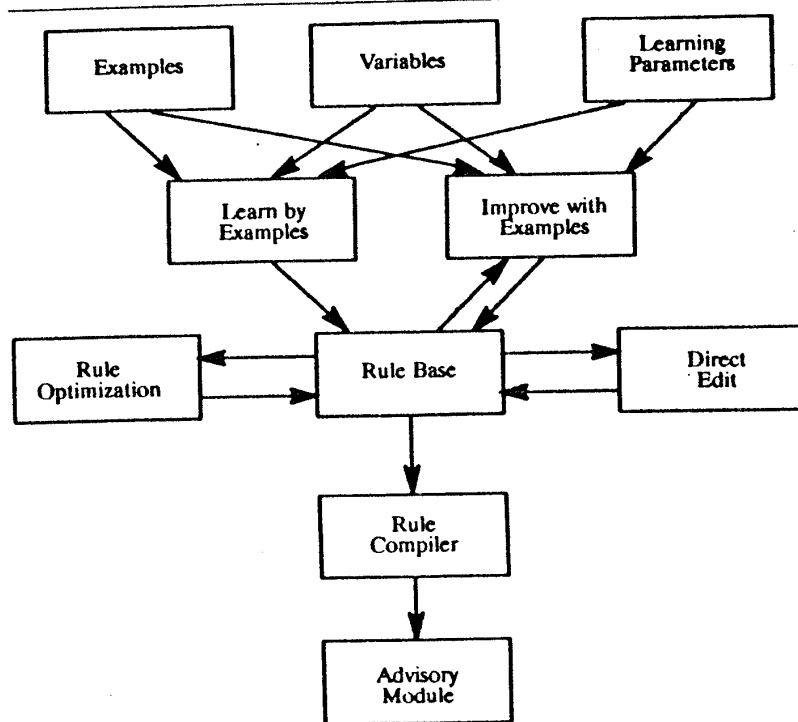 Examples
Variables
Learning
Parameters
Learn by
Examples
Improve with
Examples
Rule
Optimization
Rule Base
Direct
Edit
Rule
Compiler
Advisory
Module